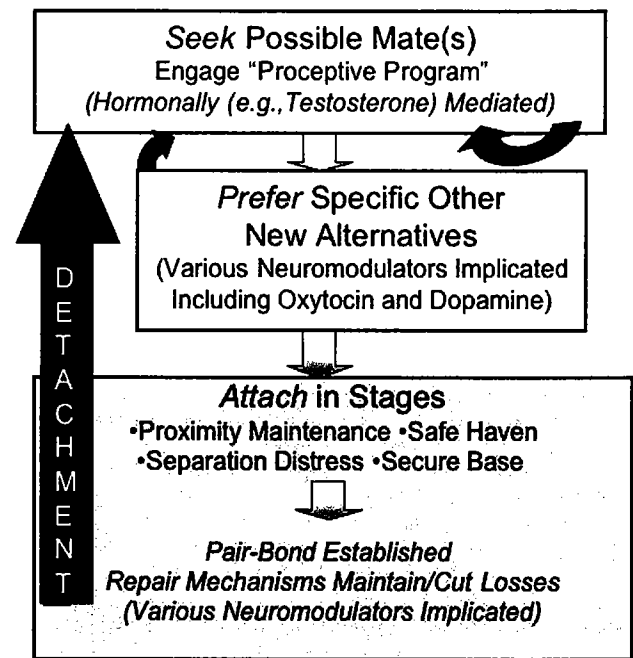 Seek Possible Mate(s)
Engage “Proceptive Program”
(Hormonally (e.g.,Testosterone) Mediated)
Prefer Specific Other
New Alternatives
(Various Neuromodulators Implicated
Including Oxytocin and Dopamine)
DETACHMENT
Attach in Stages
•Proximity Maintenance •Safe Haven
•Separation Distress •Secure Base
Pair-Bond Established
Repair Mechanisms Maintain/Cut Losses
(Various Neuromodulators Implicated)